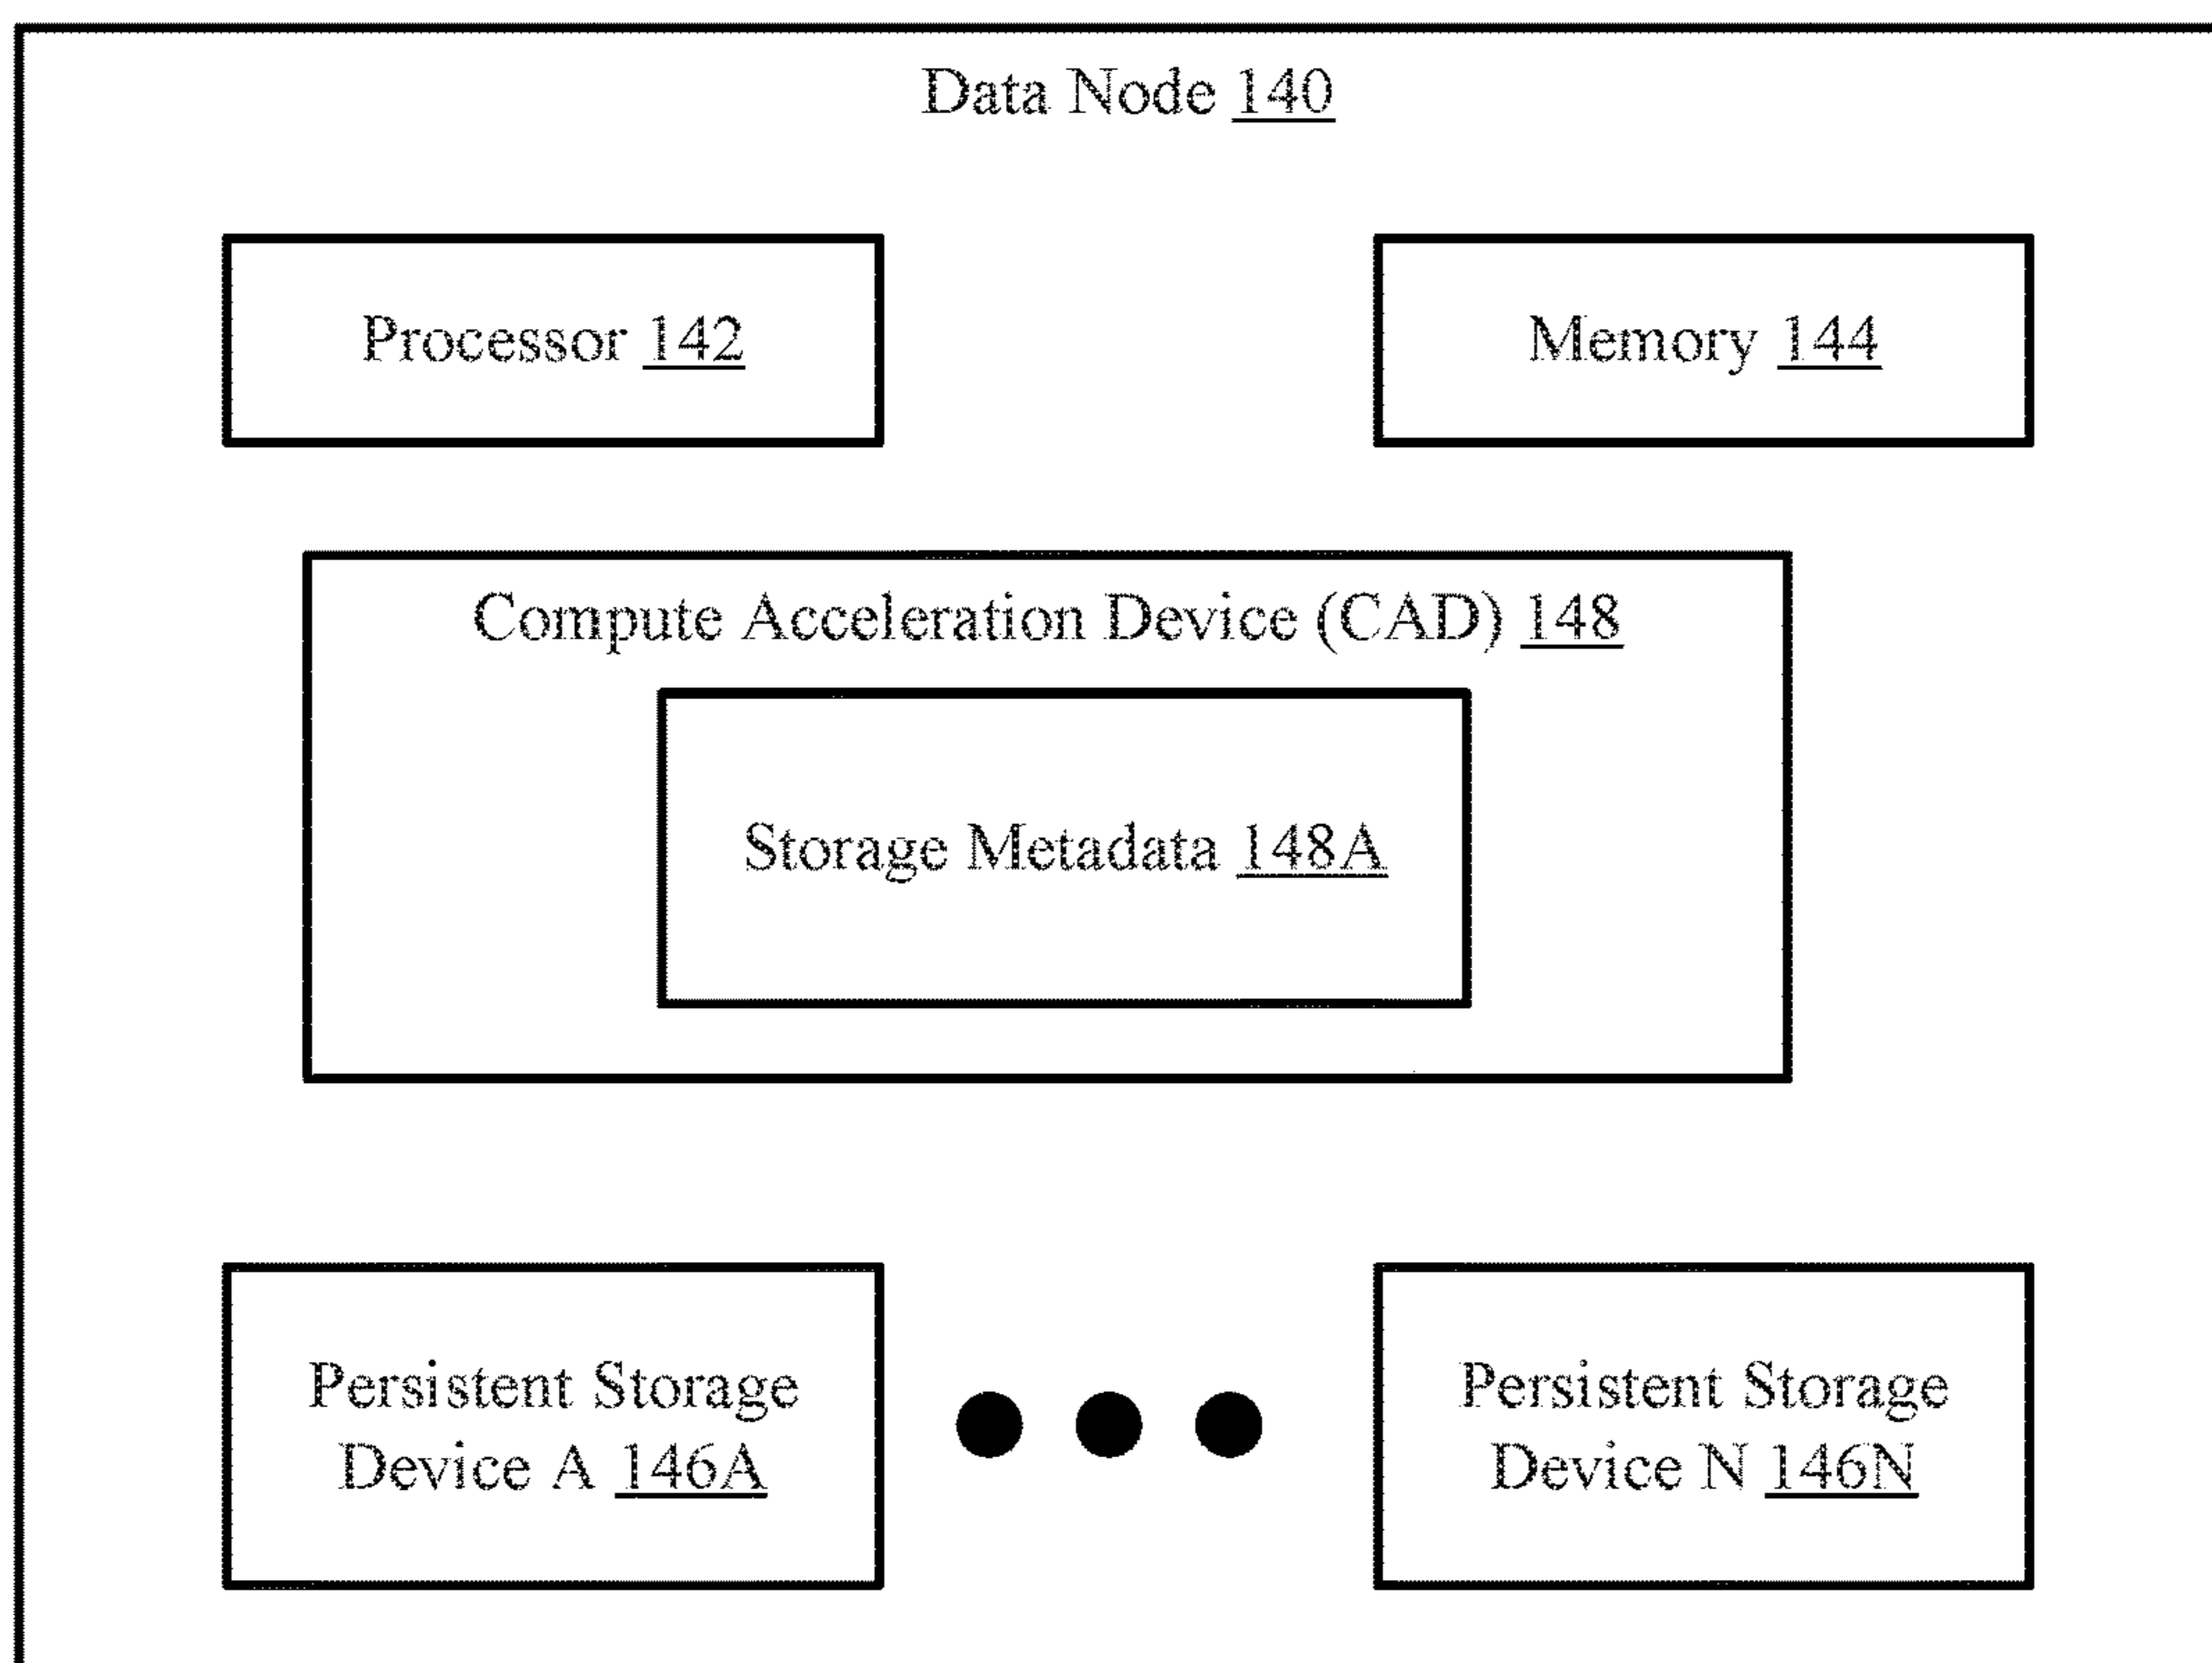 Data Node 140
Processor 142
Memory 144
Compute Acceleration Device (CAD) 148
Storage Metadata 148A
Persistent Storage
Device A 146A
Persistent Storage
Device N 146N